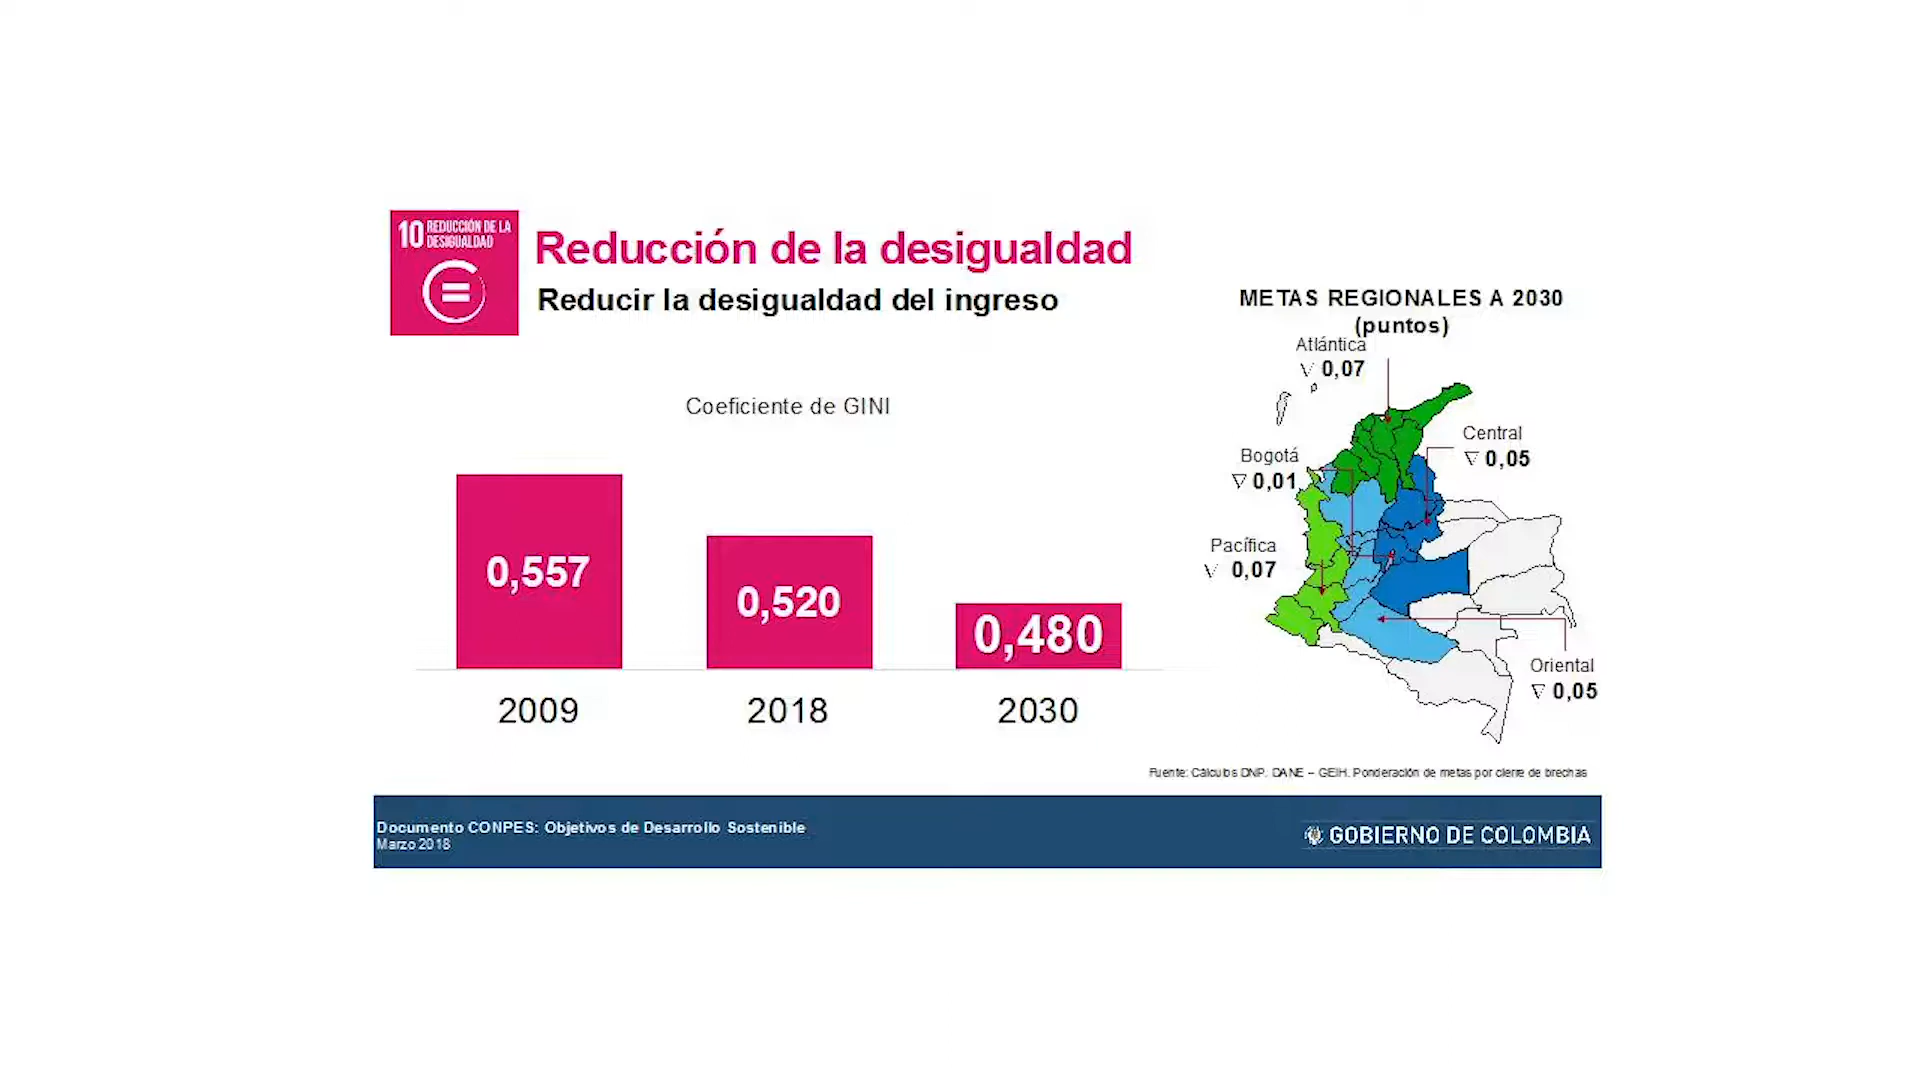 10 REDUCCIÓN DE LA
DESIGUALDAD
Reducción de la desigualdad
Reducir la desigualdad del ingreso
Coeficiente de GINI
0,557
0,520
0,480
2009
2018
2030
METAS REGIONALES A 2030
(puntos)
Atlántica
0,07
Central
0,05
Bogotá
0,01
Pacífica
0,07
Oriental
0,05
Fuente: Cálculos DNP. DANE – GEIH. Ponderación de metas por cierre de brechas
Documento CONPES: Objetivos de Desarrollo Sostenible
Marzo 2018
GOBIERNO DE COLOMBIA